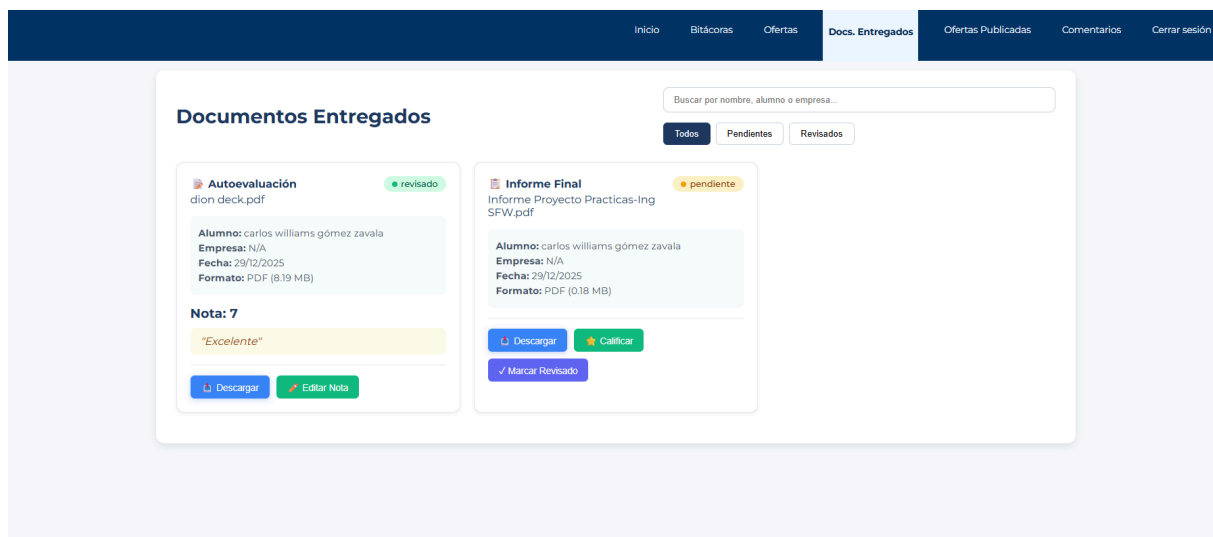 Inicio Bitácoras Ofertas Docs. Entregados Ofertas Publicadas Comentarios Cerrar sesión
Documentos Entregados
Buscar por nombre, alumno o empresa...
Todos Pendientes Revisados
Autoevaluación
revisado
dion deck.pdf
Alumno: carlos williams gómez zavala
Empresa: N/A
Fecha: 29/12/2025
Formato: PDF (8.19 MB)
Nota: 7
"Excelente"
Descargar Editar Nota
Informe Final
pendiente
Informe Proyecto Practicas-Ing
SFW.pdf
Alumno: carlos williams gómez zavala
Empresa: N/A
Fecha: 29/12/2025
Formato: PDF (0.18 MB)
Descargar Calificar
✓ Marcar Revisado